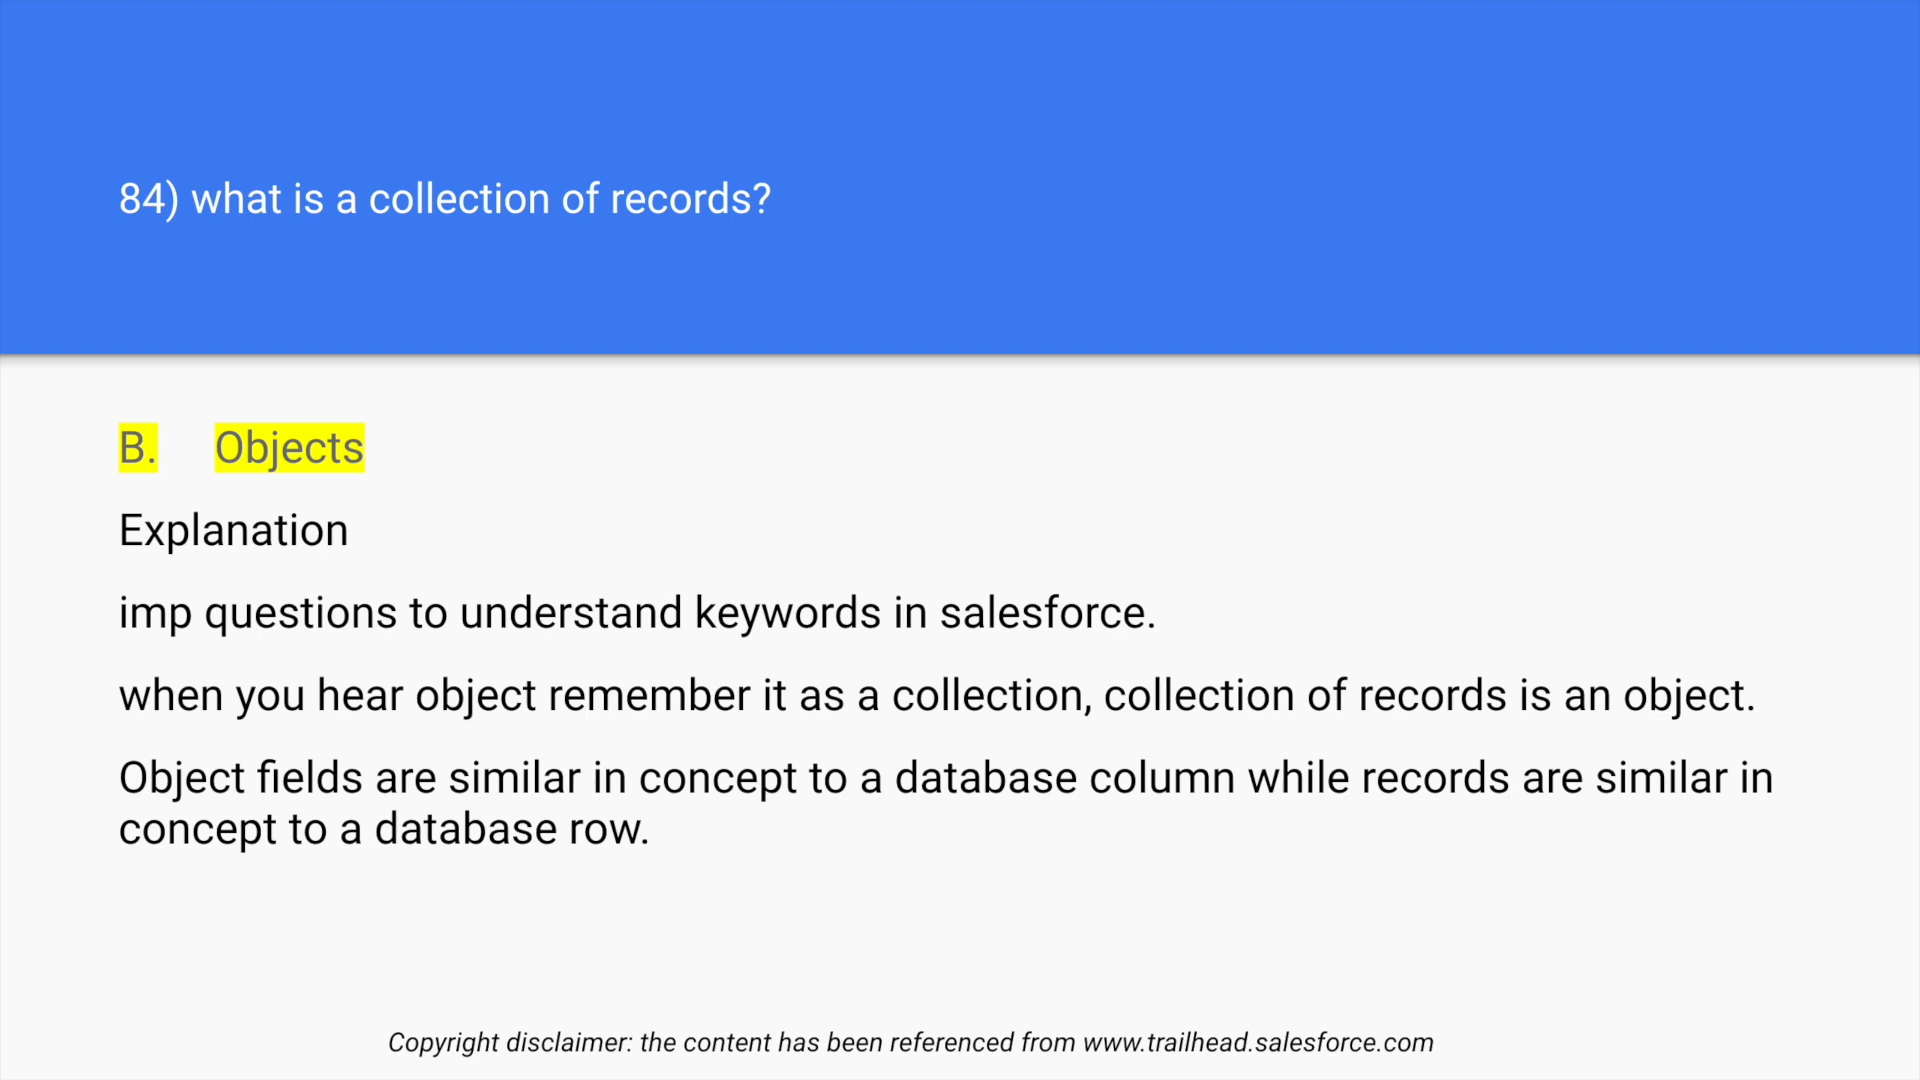 84) what is a collection of records?
B. Objects
Explanation
imp questions to understand keywords in salesforce.
when you hear object remember it as a collection, collection of records is an object.
Object fields are similar in concept to a database column while records are similar in
concept to a database row.
Copyright disclaimer: the content has been referenced from www.trailhead.salesforce.com